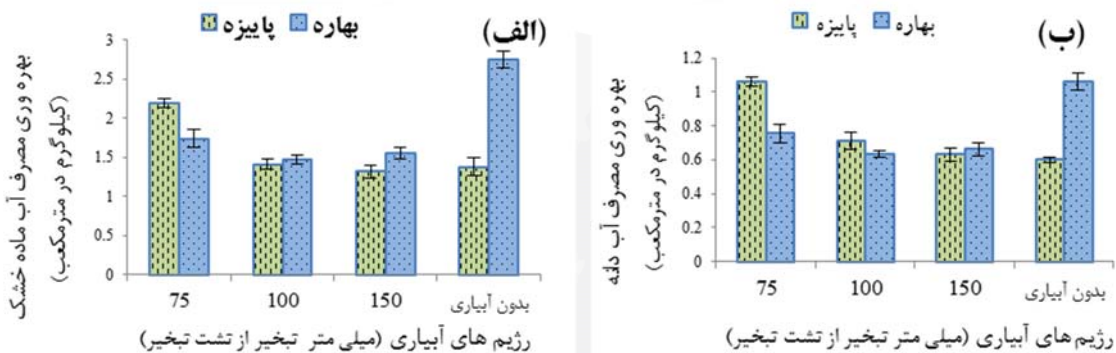 (الف)
پاییزه بهاره
بهره وری مصرف آب ماده خشک
(کیلوگرم در مترمکعب)
3
2.5
2
1.5
1
0.5
0
75 100 150 بدون آبیاری
رژیم های آبیاری (میلی متر تبخیر از تشت تبخیر)
(ب)
پاییزه بهاره
بهره وری مصرف آب دانه
(کیلوگرم در مترمکعب)
1.2
1
0.8
0.6
0.4
0.2
0
75 100 150 بدون آبیاری
رژیم های آبیاری (میلی متر تبخیر از تشت تبخیر)